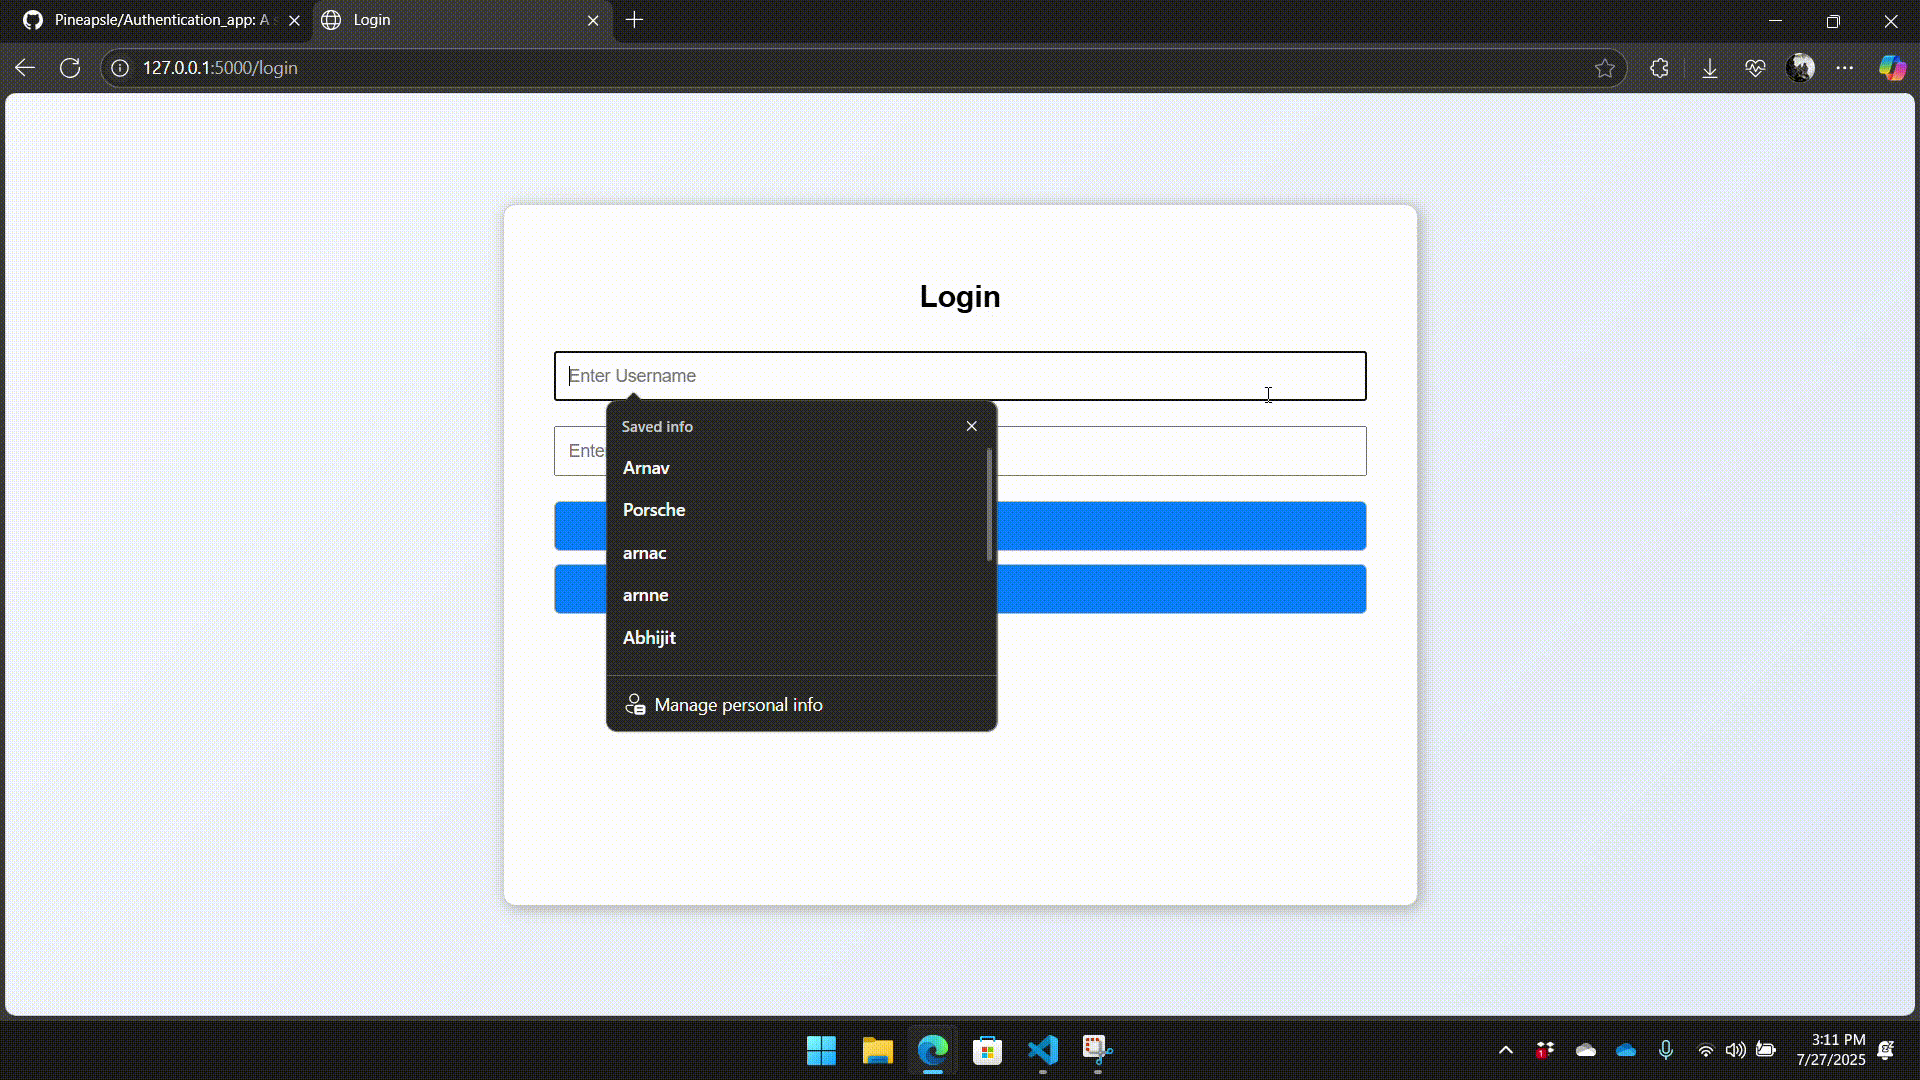 Pineapsle/Authentication_app: A
Login
127.0.0.1:5000/login
Login
Enter Username
Saved info
Ente
Arnav
Porsche
arnac
arnne
Abhijit
Manage personal info
1
3:11 PM
7/27/2025